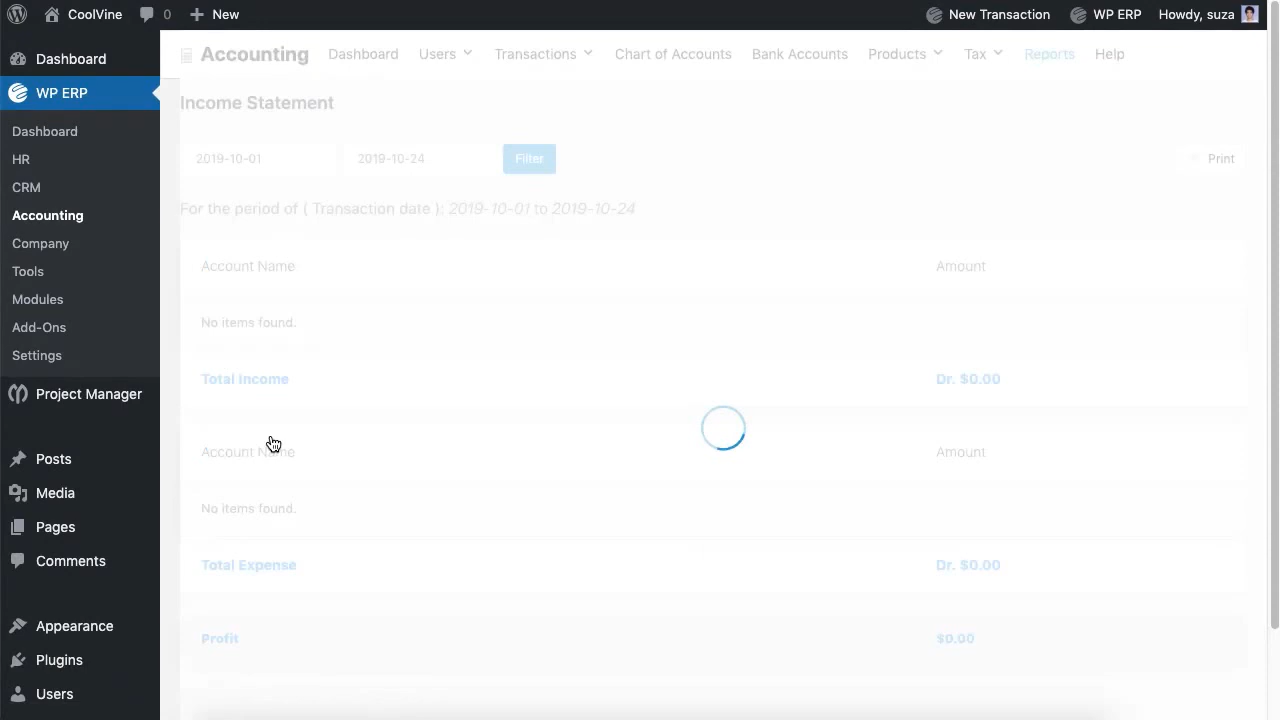 CoolVine 0 New New Transaction WP ERP Howdy, suza
Dashboard
WP ERP
Dashboard
HR
CRM
Accounting
Company
Tools
Modules
Add-Ons
Settings
Project Manager
Posts
Media
Pages
Comments
Appearance
Plugins
Users
Accounting Dashboard Users Transactions Chart of Accounts Bank Accounts Products Tax Reports Help
Income Statement
2019-10-01 2019-10-24 Filter Print
For the period of ( Transaction date ): 2019-10-01 to 2019-10-24
Account Name Amount
No items found.
Total Income Dr. $0.00
Account Name Amount
No items found.
Total Expense Dr. $0.00
Profit $0.00